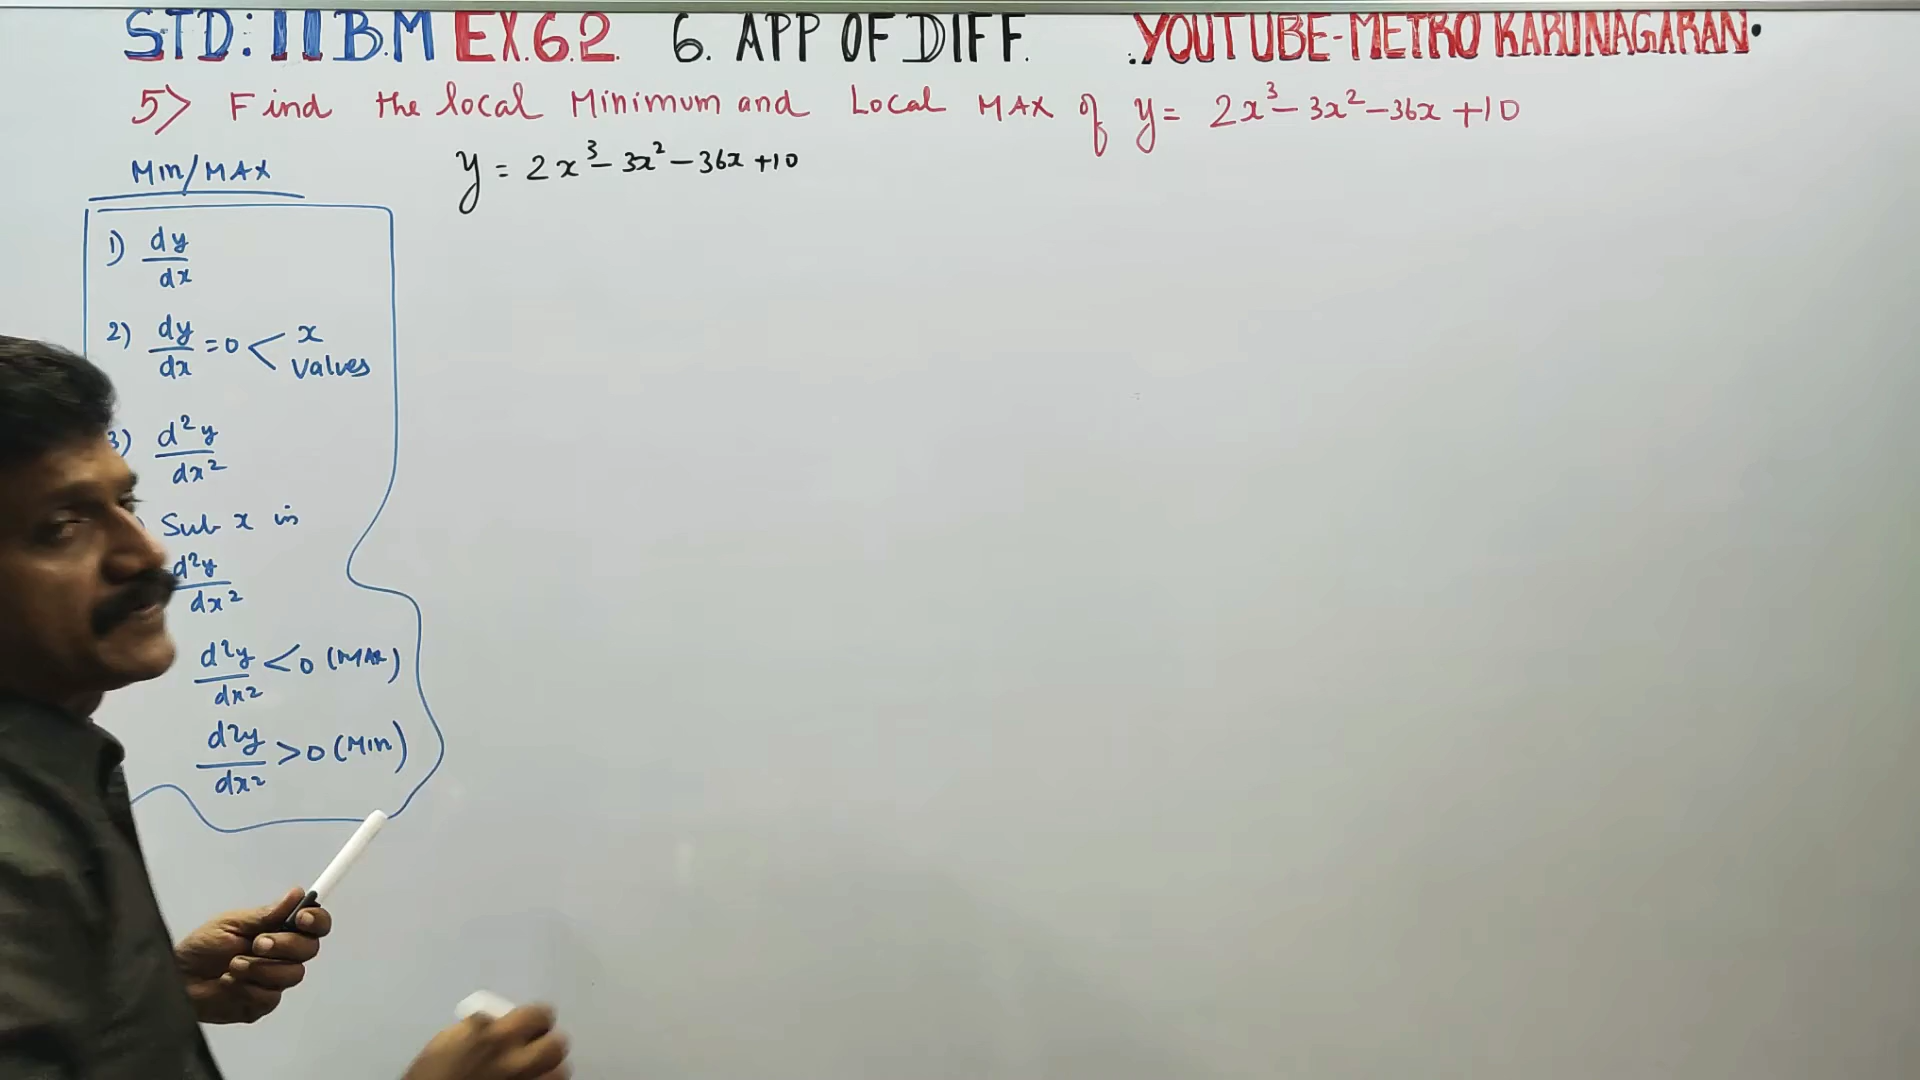 STD: 11 B.M EX.6.2. 6. APP OF DIFF. .YOUTUBE-METRO KARUNAGARAN.
5> Find the local Minimum and Local MAX of y = 2x³-3x²-36x+10
Min/MAX
y = 2x³-3x²-36x+10
1) dy/dx
2) dy/dx = 0 < x values
3) d²y/dx²
) Sub x in
d²y/dx²
d²y/dx² <0 (MAX)
d²y/dx² >0 (Min)